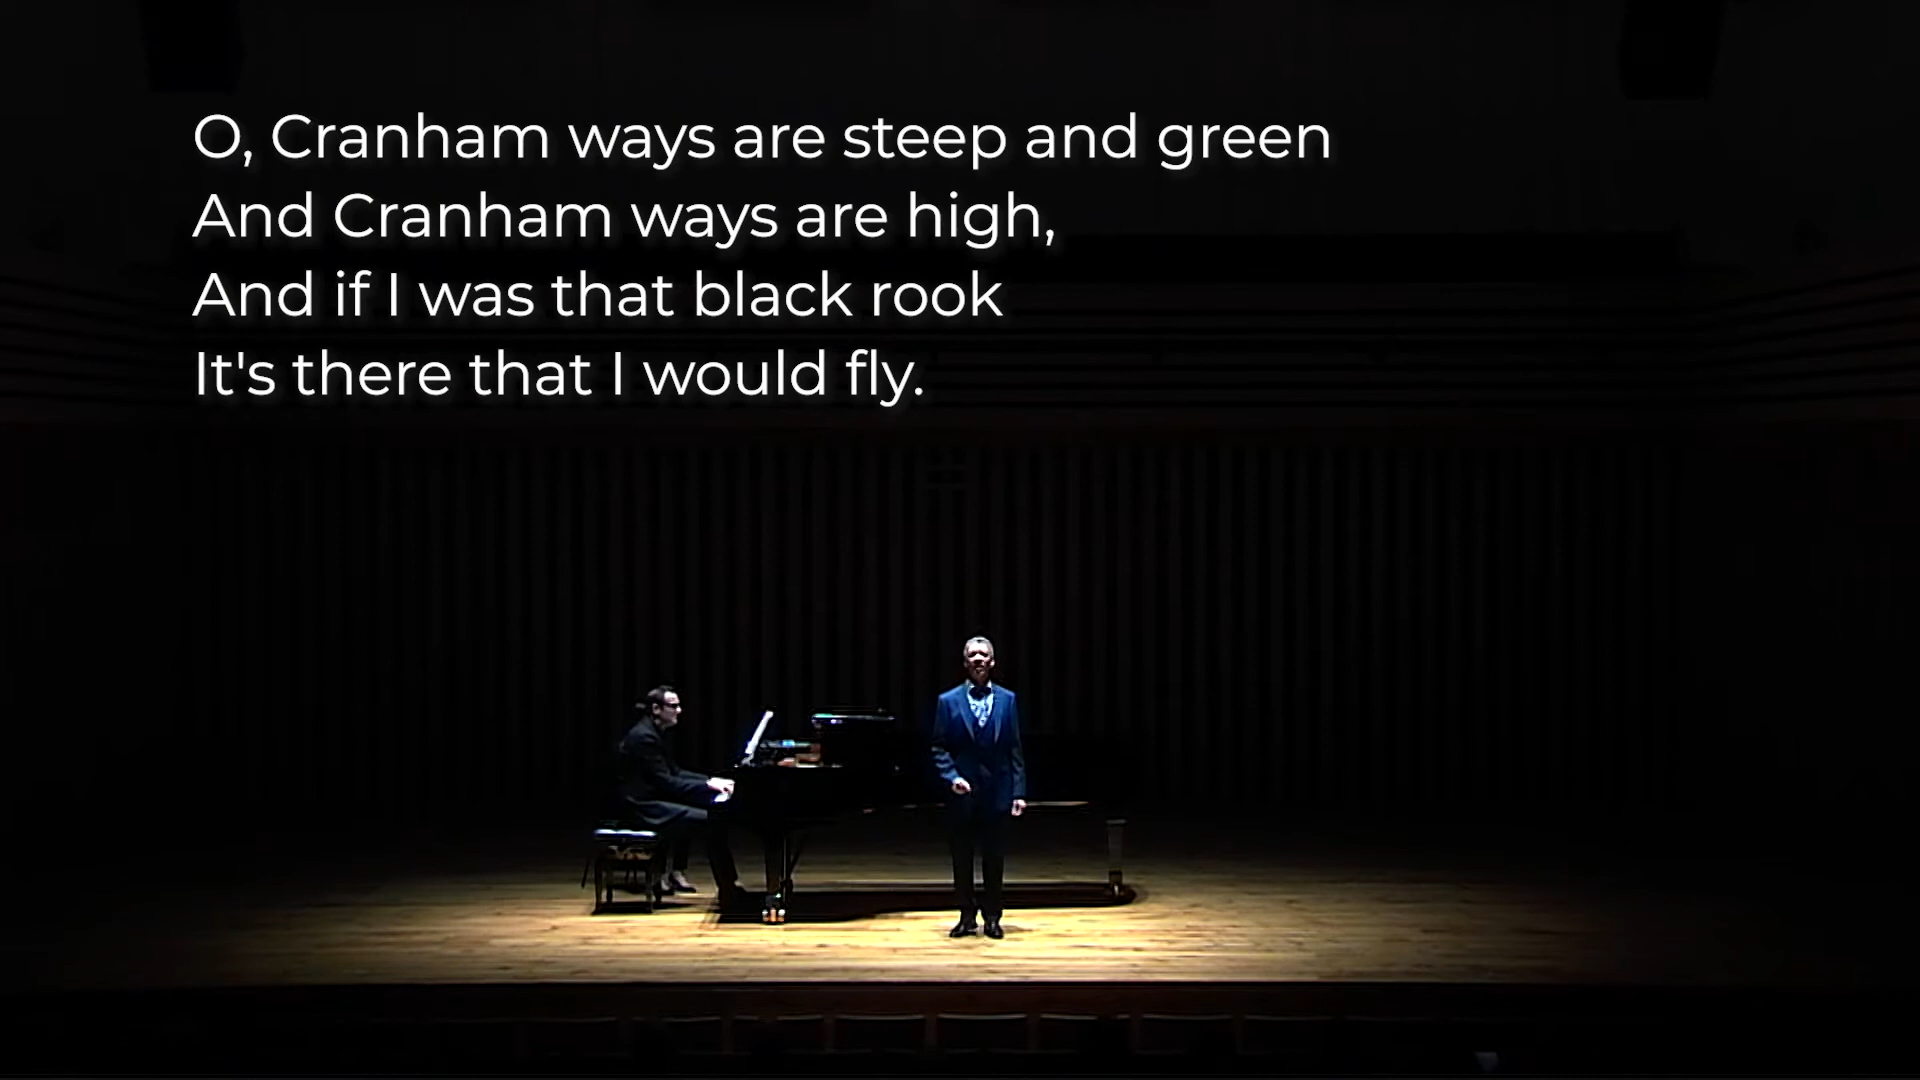 O, Cranham ways are steep and green
And Cranham ways are high,
And if I was that black rook
It's there that I would fly.